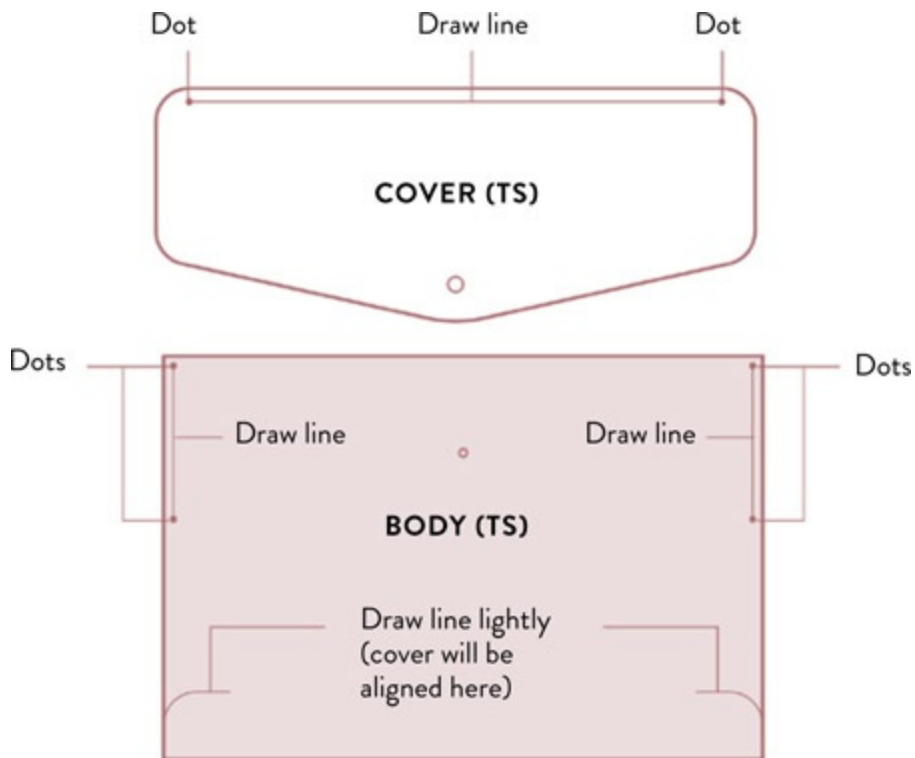 Dot Draw line Dot
COVER (TS)
Dots Dots
Draw line Draw line
BODY (TS)
Draw line lightly
(cover will be
aligned here)